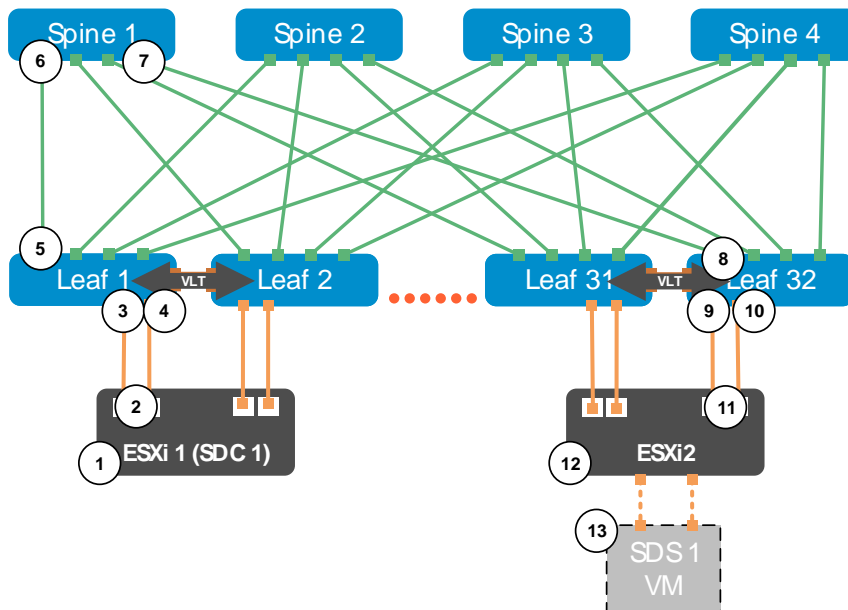 Spine 1
Spine 2
Spine 3
Spine 4
6
7
5
8
Leaf 1
VLT
Leaf 2
Leaf 31
VLT
Leaf 32
3
4
9
10
2
11
ESXi 1 (SDC 1)
ESXi2
1
12
13
SDS 1
VM